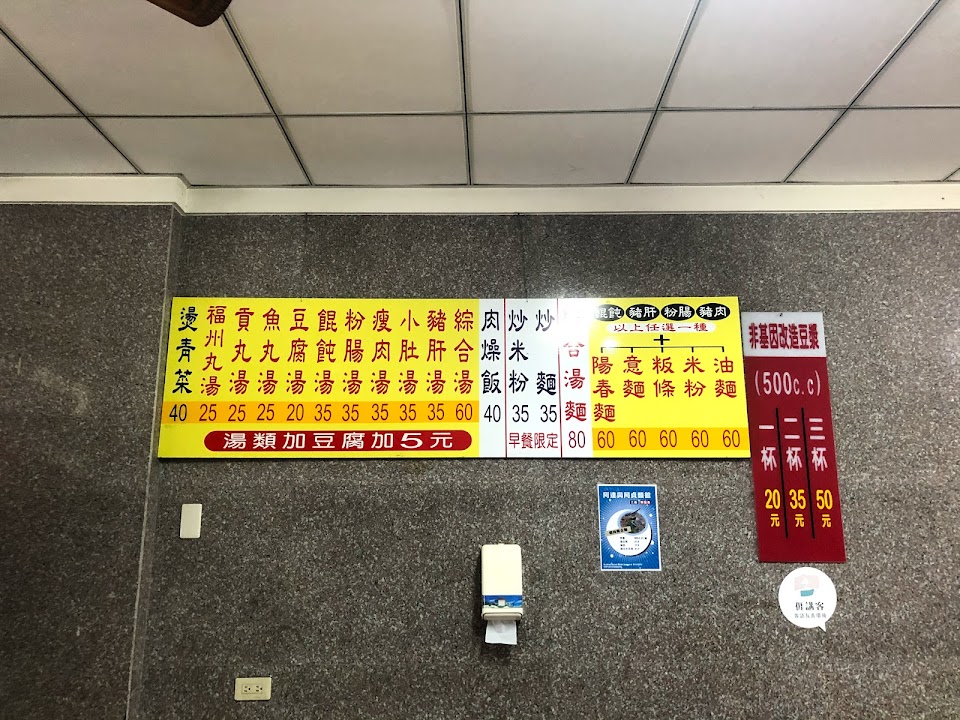 燙青菜 40
福州丸湯 25
貢丸湯 25
魚丸湯 25
豆腐湯 20
餛飩湯 35
粉腸湯 35
瘦肉湯 35
小肚湯 35
豬肝湯 35
綜合湯 60
湯類加豆腐加5元
肉燥飯 40
炒米粉 35
炒麵 35
早餐限定
合湯麵 80
餛飩 豬肝 粉腸 豬肉
以上任選一種
+
陽春麵 60
意麵 60
粄條 60
米粉 60
油麵 60
非基因改造豆漿
(500c.c)
一杯 20元
二杯 35元
三杯 50元
講客